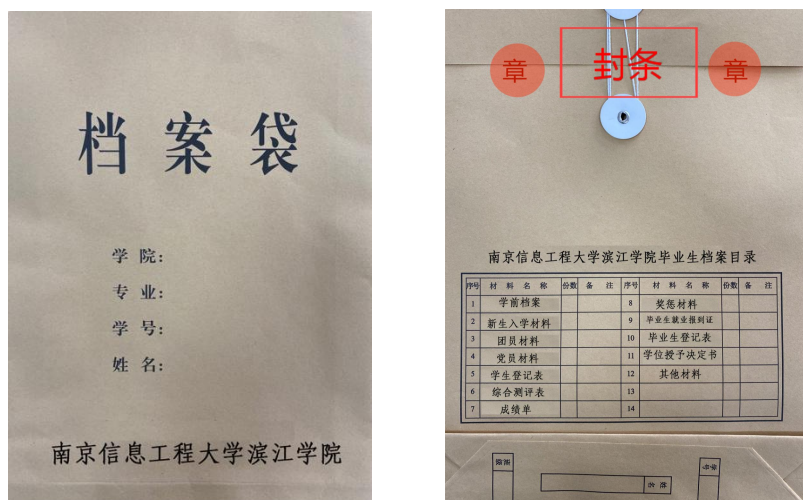 档案袋
学院:
专业:
学号:
姓名:
南京信息工程大学滨江学院
章 封条 章
南京信息工程大学滨江学院毕业生档案目录
序号 材料名称 份数 备注 序号 材料名称 份数 备注
1 学前档案 8 奖惩材料
2 新生入学材料 9 毕业生就业报到证
3 团员材料 10 毕业生登记表
4 党员材料 11 学位授予决定书
5 学生登记表 12 其他材料
6 综合测评表 13
7 成绩单 14
学号
姓名